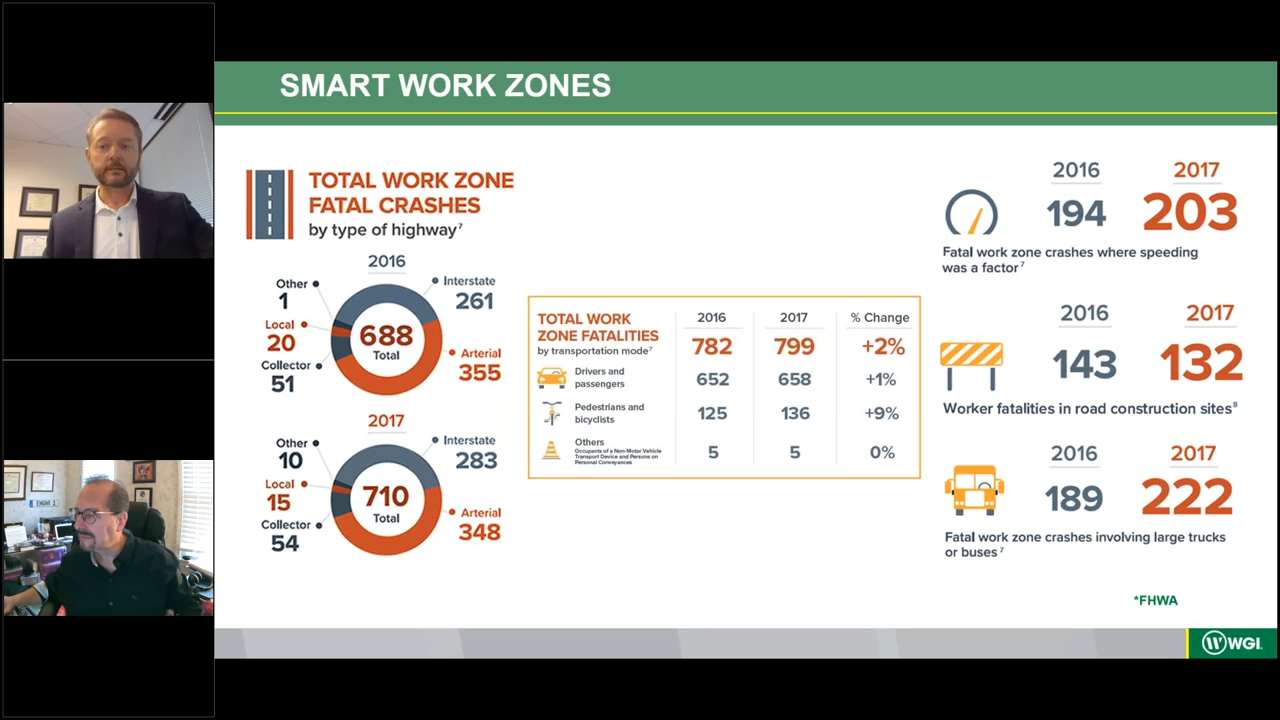 SMART WORK ZONES
TOTAL WORK ZONE
FATAL CRASHES
by type of highway⁷
2016
Other
1
Interstate
261
Local
20
688
Total
Arterial
355
Collector
51
2017
Other
10
Interstate
283
Local
15
710
Total
Arterial
348
Collector
54
TOTAL WORK
ZONE FATALITIES
by transportation mode⁷
2016 2017 % Change
782 799 +2%
Drivers and
passengers
652 658 +1%
Pedestrians and
bicyclists
125 136 +9%
Others
Occupants of a Non-Motor Vehicle
Transport Device and Persons on
Personal Conveyances
5 5 0%
2016 2017
194 203
Fatal work zone crashes where speeding
was a factor⁷
2016 2017
143 132
Worker fatalities in road construction sites⁸
2016 2017
189 222
Fatal work zone crashes involving large trucks
or buses⁷
*FHWA
WGI.